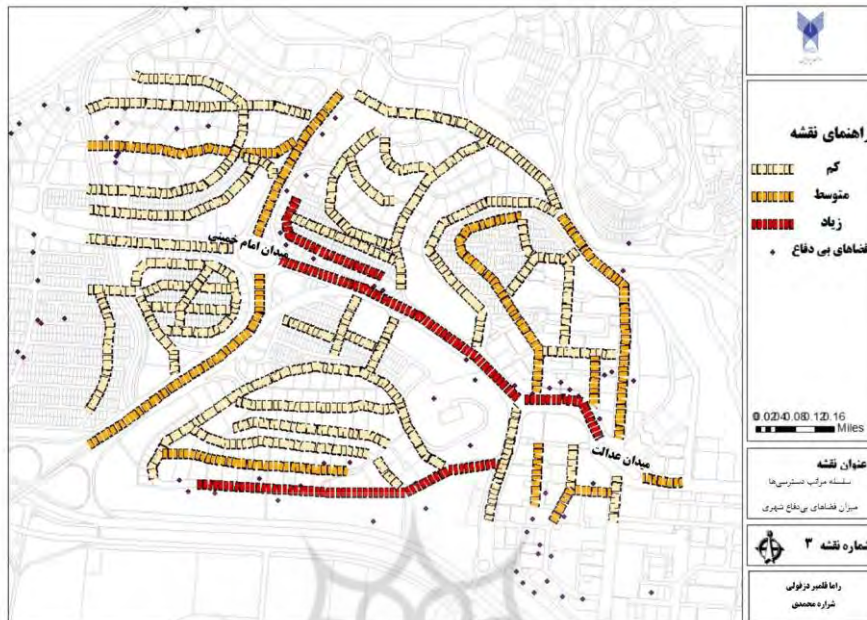 راهنمای نقشه
کم
متوسط
زیاد
فضاهای بی دفاع
میدان امام خمینی
میدان عدالت
0 0.02 0.04 0.08 0.12 0.16
Miles
عنوان نقشه
سلسله مراتب دسترسی‌ها
میزان فضاهای بی‌دفاع شهری
شماره نقشه ۳
راما قلمبر دزفولی
شراره محمدی